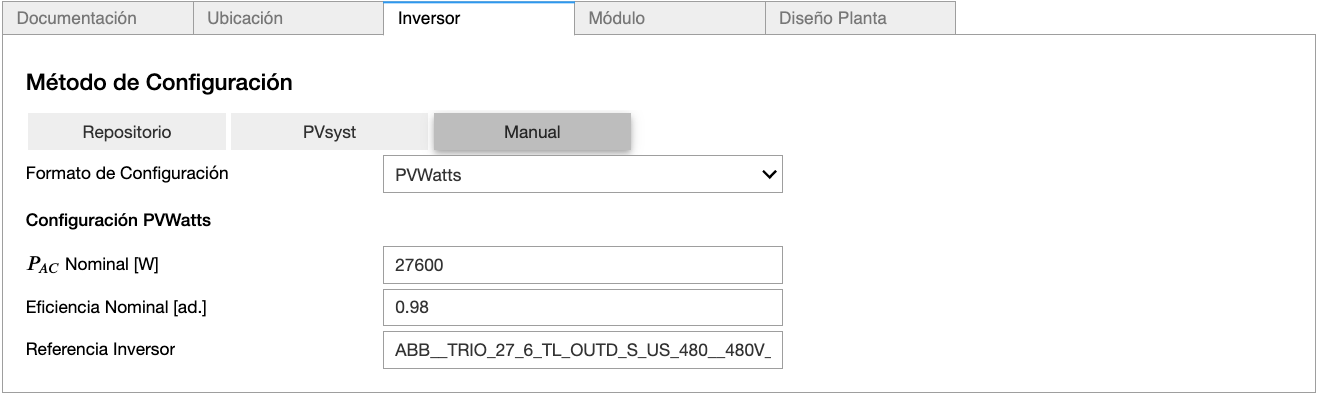 Documentación Ubicación Inversor Módulo Diseño Planta
Método de Configuración
Repositorio PVsyst Manual
Formato de Configuración PVWatts
Configuración PVWatts
P_AC Nominal [W] 27600
Eficiencia Nominal [ad.] 0.98
Referencia Inversor ABB__TRIO_27_6_TL_OUTD_S_US_480__480V_